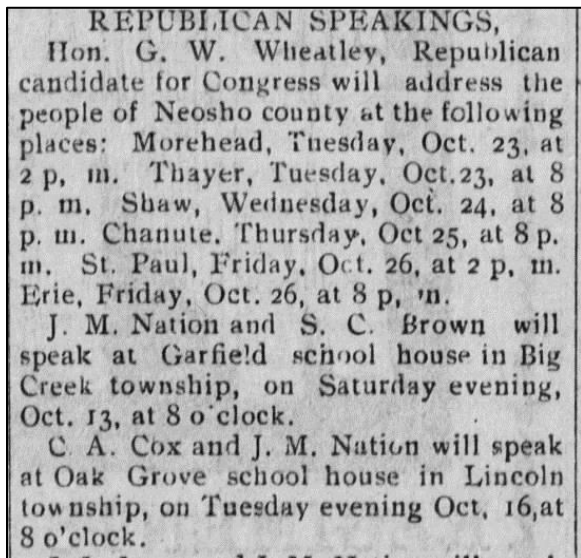 REPUBLICAN SPEAKINGS,
Hon. G. W. Wheatley, Republican
candidate for Congress will address the
people of Neosho county at the following
places: Morehead, Tuesday, Oct. 23, at
2 p, m. Thayer, Tuesday, Oct. 23, at 8
p. m. Shaw, Wednesday, Oct. 24, at 8
p. m. Chanute, Thursday, Oct 25, at 8 p.
m. St. Paul, Friday, Oct. 26, at 2 p, m.
Erie, Friday, Oct. 26, at 8 p, m.
J. M. Nation and S. C. Brown will
speak at Garfield school house in Big
Creek township, on Saturday evening,
Oct. 13, at 8 o'clock.
C. A. Cox and J. M. Nation will speak
at Oak Grove school house in Lincoln
township, on Tuesday evening Oct. 16, at
8 o'clock.